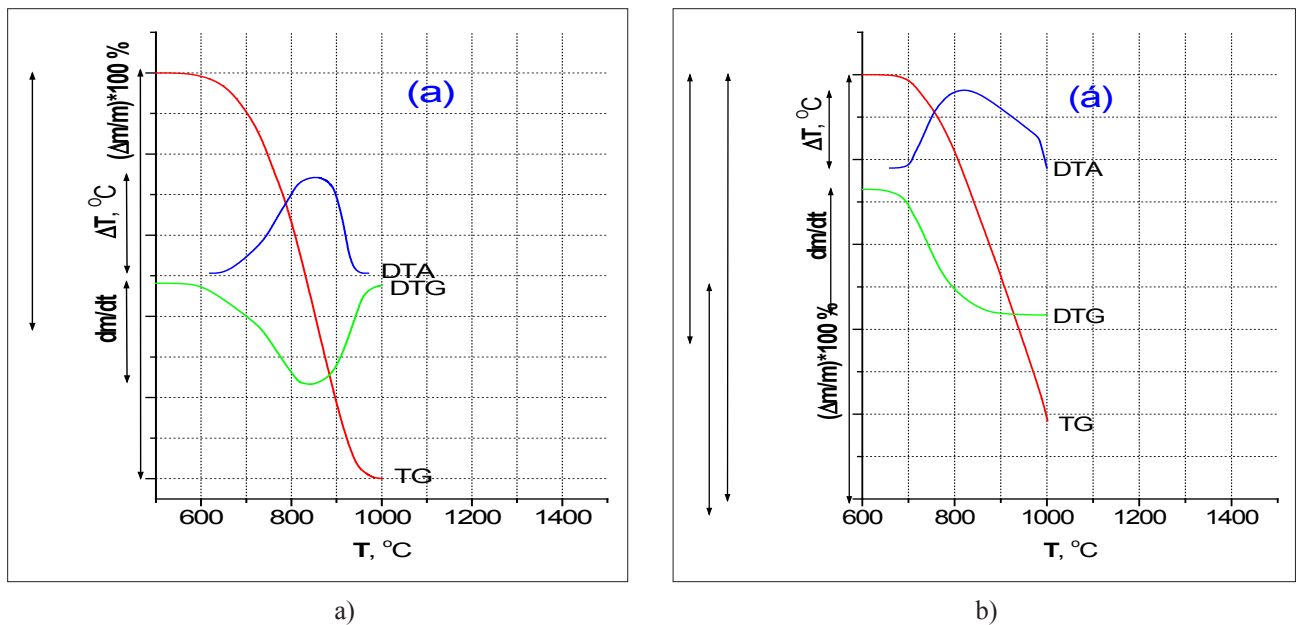 (Δm/m)*100 %
ΔT, °C
dm/dt
(a)
DTA
DTG
TG
600 800 1000 1200 1400
T, °C
a)
ΔT, °C
dm/dt
(Δm/m)*100 %
(á)
DTA
DTG
TG
600 800 1000 1200 1400
T, °C
b)